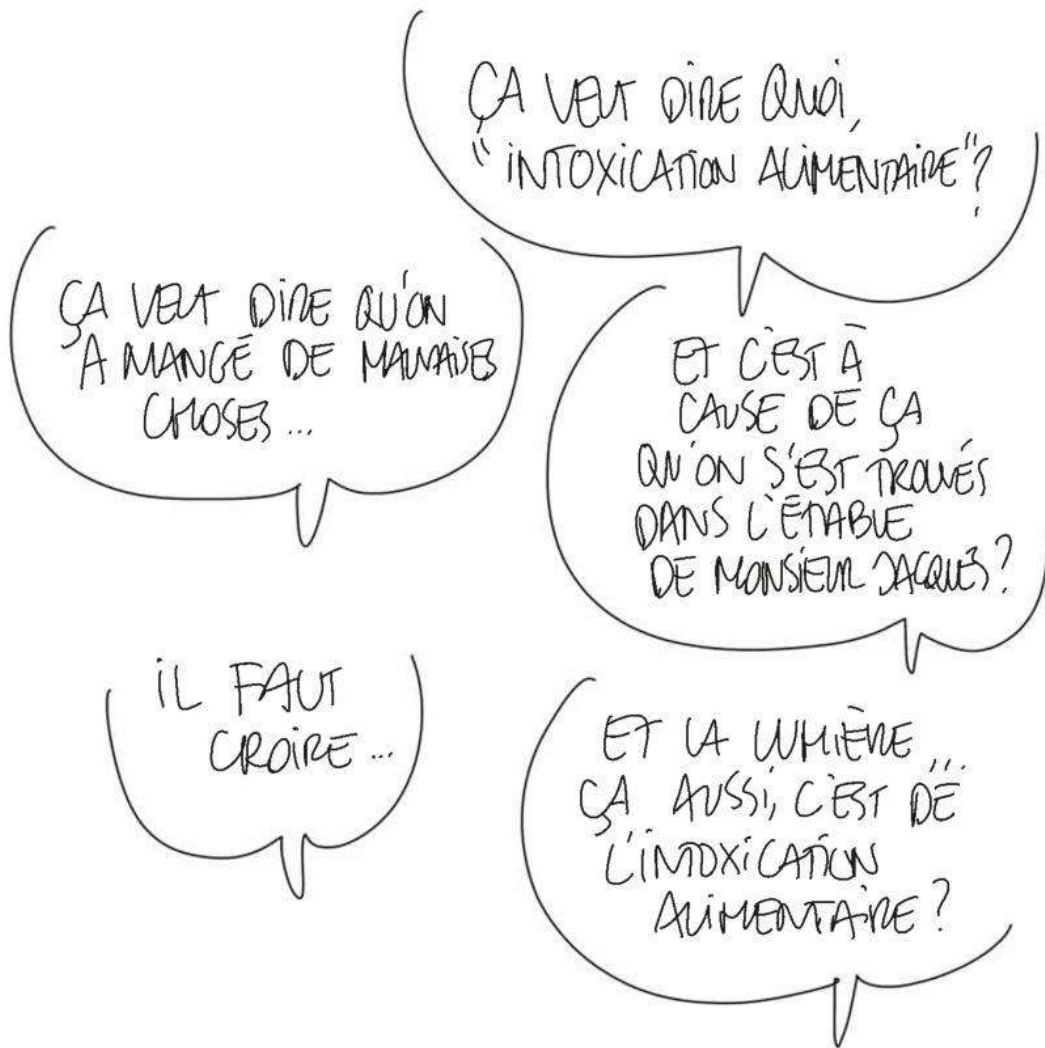 ÇA VEUT DIRE QUOI,
"INTOXICATION ALIMENTAIRE"?
ÇA VEUT DIRE QU'ON
A MANGÉ DE MAUVAISES
CHOSES...
ET C'EST À
CAUSE DE ÇA
QU'ON S'EST TROUVÉS
DANS L'ÉTABLE
DE MONSIEUR JACQUES?
IL FAUT
CROIRE...
ET LA LUMIÈRE...
ÇA AUSSI, C'EST DE
L'INTOXICATION
ALIMENTAIRE?